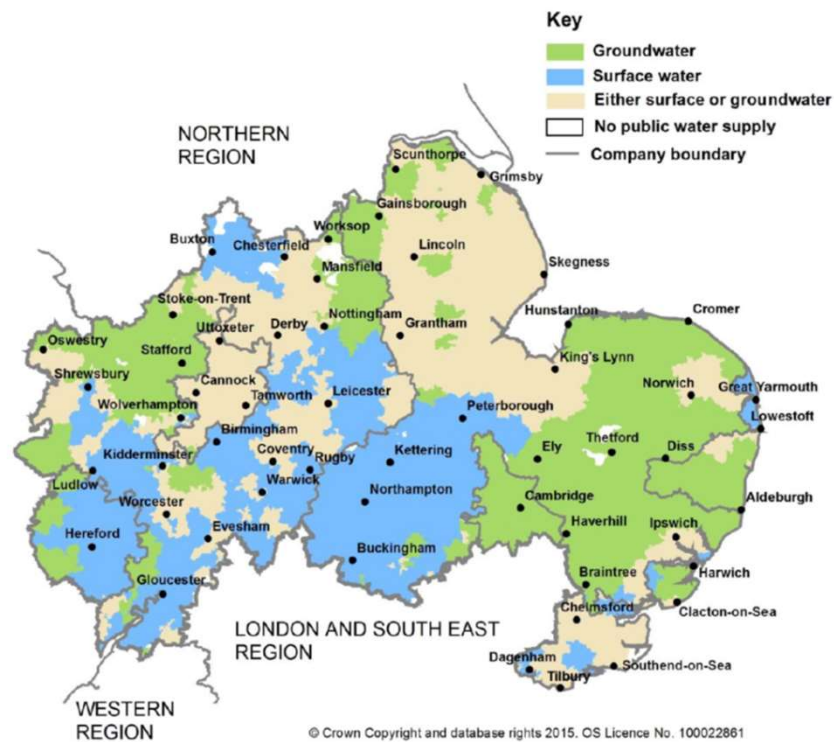 Key
Groundwater
Surface water
Either surface or groundwater
No public water supply
Company boundary
NORTHERN
REGION
Scunthorpe
Grimsby
Gainsborough
Worksop
Buxton
Chesterfield
Lincoln
Skegness
Mansfield
Stoke-on-Trent
Hunstanton
Cromer
Uttoxeter
Derby
Nottingham
Grantham
Oswestry
Stafford
King's Lynn
Shrewsbury
Cannock
Norwich
Great Yarmouth
Wolverhampton
Tamworth
Leicester
Peterborough
Lowestoft
Birmingham
Kidderminster
Coventry
Rugby
Kettering
Ely
Thetford
Diss
Ludlow
Warwick
Worcester
Northampton
Cambridge
Aldeburgh
Hereford
Evesham
Haverhill
Ipswich
Buckingham
Gloucester
Braintree
Harwich
Chelmsford
Clacton-on-Sea
LONDON AND SOUTH EAST
REGION
Dagenham
Southend-on-Sea
Tilbury
WESTERN
REGION
© Crown Copyright and database rights 2015. OS Licence No. 100022861